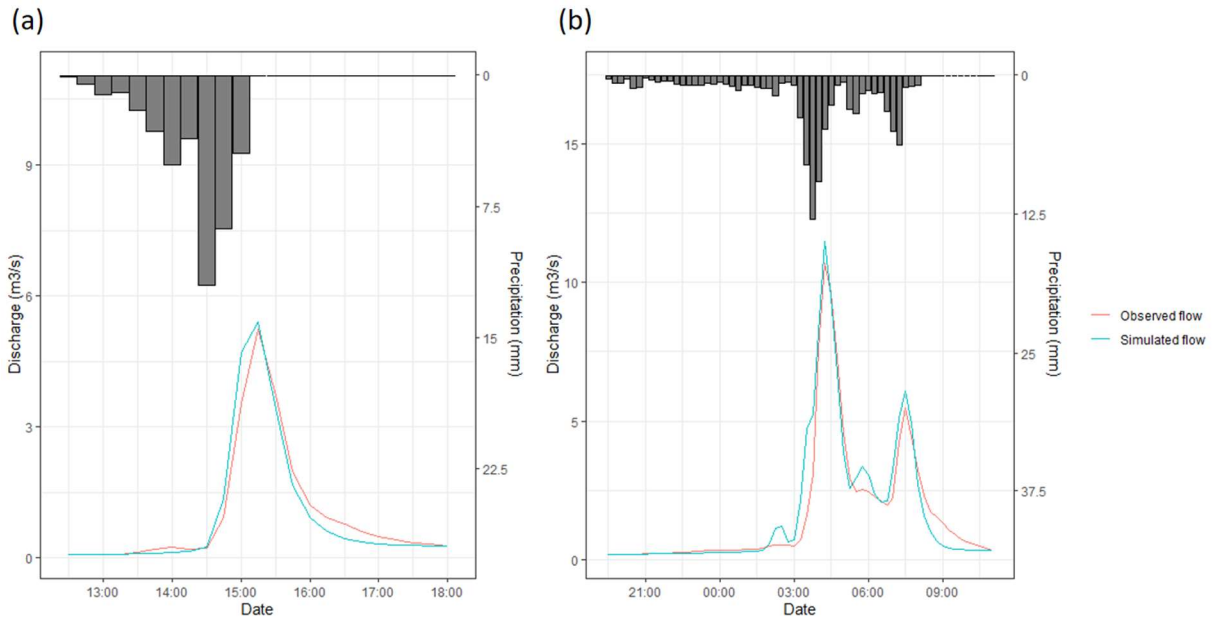 (a)
(b)
0
9
7.5
6
15
3
22.5
0
Discharge (m3/s)
Precipitation (mm)
13:00 14:00 15:00 16:00 17:00 18:00
Date
0
15
12.5
10
25
5
37.5
0
Discharge (m3/s)
Precipitation (mm)
21:00 00:00 03:00 06:00 09:00
Date
Observed flow
Simulated flow